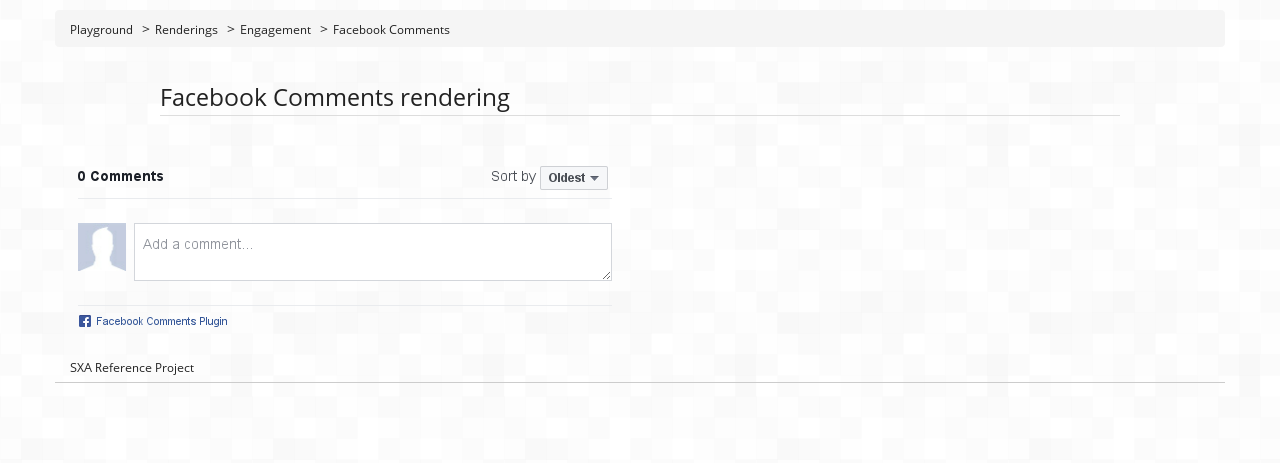 Playground > Renderings > Engagement > Facebook Comments
Facebook Comments rendering
0 Comments Sort by Oldest
Add a comment...
Facebook Comments Plugin
SXA Reference Project